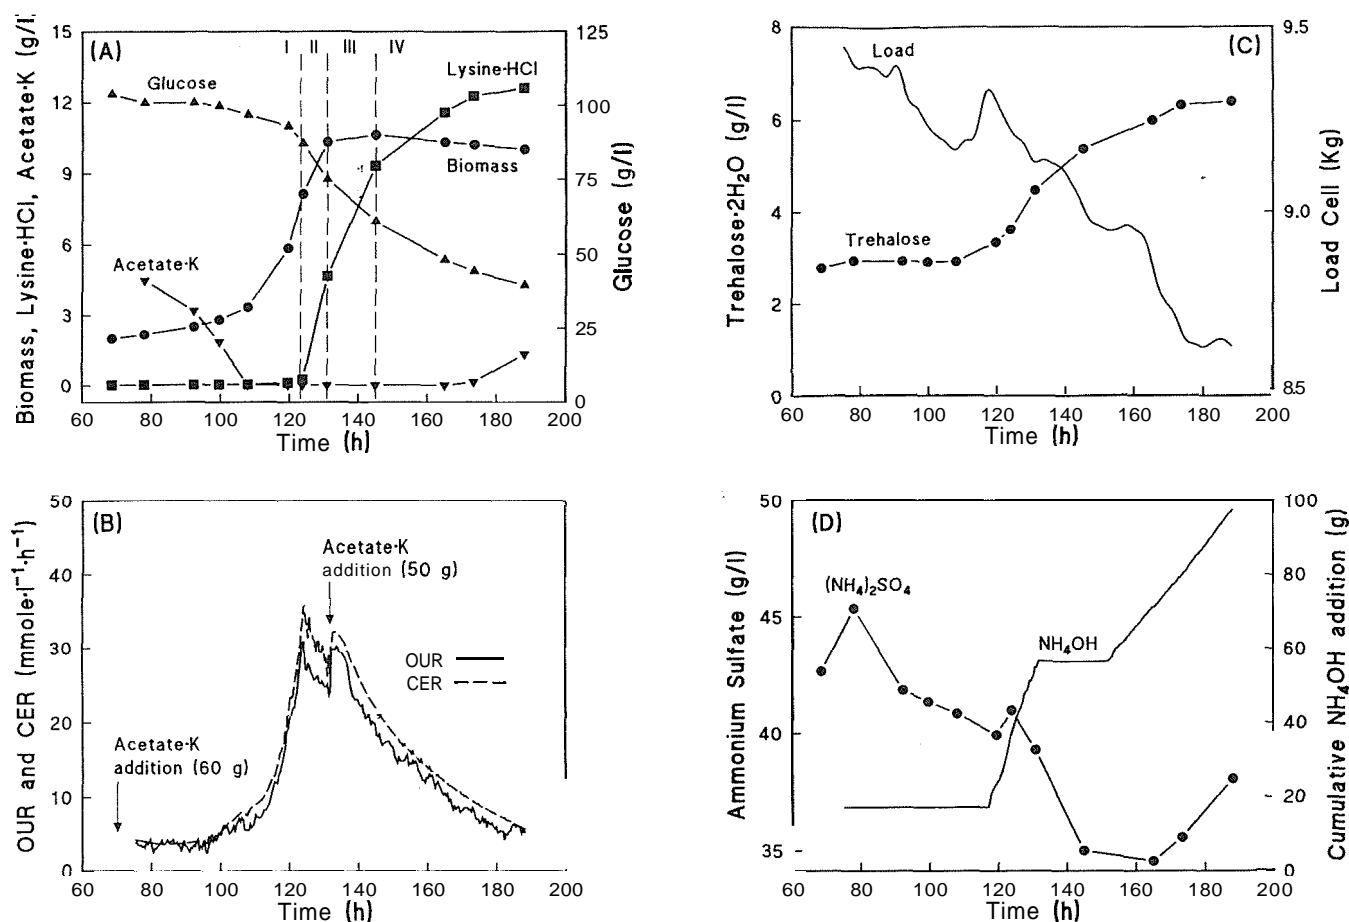 Biomass, Lysine·HCl, Acetate·K (g/l)
15
12
9
6
3
0
(A)
I II III IV
Glucose
Lysine·HCl
Biomass
Acetate·K
125
100
75
50
25
0
Glucose (g/l)
60 80 100 120 140 160 180 200
Time (h)
Trehalose·2H₂O (g/l)
8
6
4
2
0
(C)
Load
Trehalose
9.5
9.0
8.5
Load Cell (Kg)
60 80 100 120 140 160 180 200
Time (h)
OUR and CER (mmole·l⁻¹·h⁻¹)
50
40
30
20
10
0
(B)
Acetate·K
addition (50 g)
OUR
CER
Acetate·K
addition (60 g)
60 80 100 120 140 160 180 200
Time (h)
Ammonium Sulfate (g/l)
50
45
40
35
(D)
(NH₄)₂SO₄
NH₄OH
100
80
60
40
20
0
Cumulative NH₄OH addition (g)
60 80 100 120 140 160 180 200
Time (h)